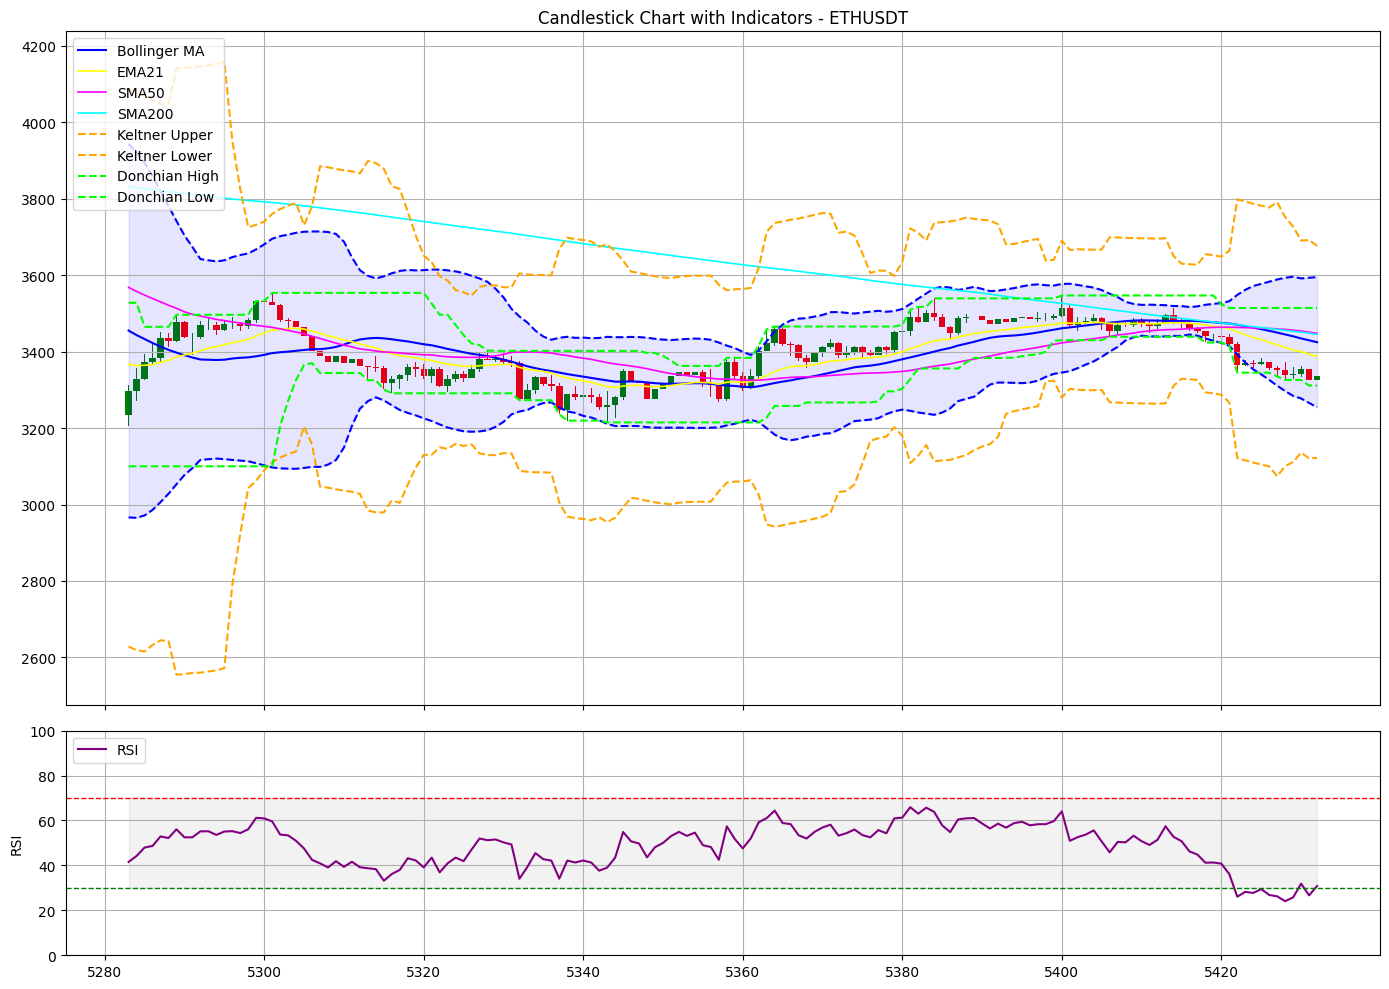 Candlestick Chart with Indicators - ETHUSDT
4200
4000
3800
3600
3400
3200
3000
2800
2600
Bollinger MA
EMA21
SMA50
SMA200
Keltner Upper
Keltner Lower
Donchian High
Donchian Low
100
80
60
40
20
0
RSI
RSI
5280 5300 5320 5340 5360 5380 5400 5420